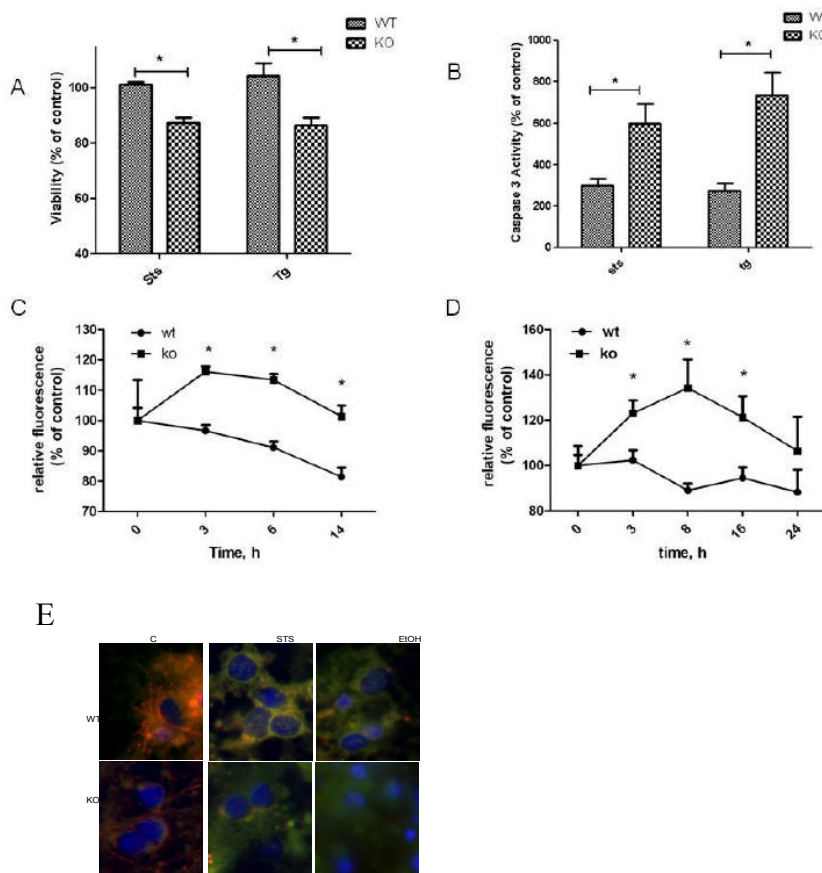 A
Viability (% of control)
100
80
60
40
WT
KO
*
*
Sts
Tg
B
Caspase 3 Activity (% of control)
1000
800
600
400
200
0
KO
*
*
sts
tg
C
relative fluorescence
(% of control)
130
120
110
100
90
80
70
wt
ko
*
*
*
0
3
6
14
Time, h
D
relative fluorescence
(% of control)
160
140
120
100
80
wt
ko
*
*
*
0
3
8
16
24
time, h
E
C
STS
EtOH
WT
KO